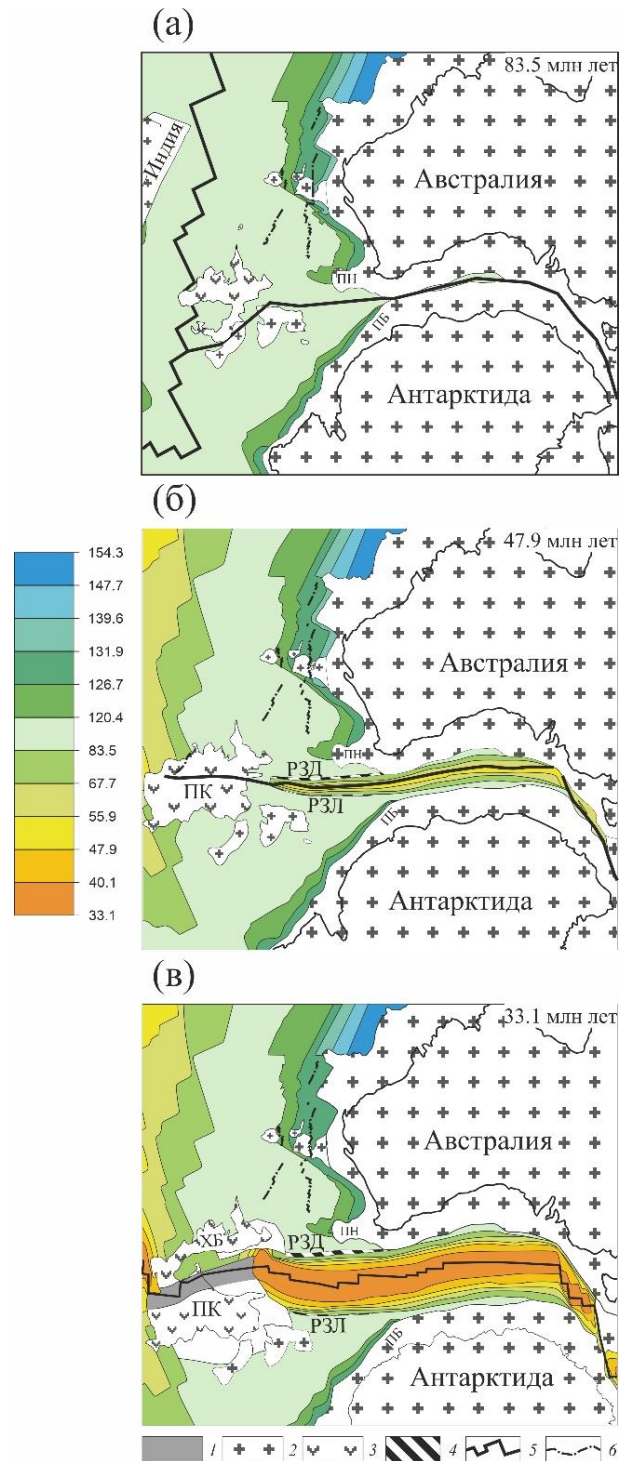 (а)
83.5 млн лет
Индия
Австралия
ПН
К
ПБ
Антарктида
(б)
47.9 млн лет
154.3
147.7
139.6
131.9
126.7
120.4
83.5
67.7
55.9
47.9
40.1
33.1
Австралия
ПН
РЗД
ПК
РЗЛ
ПБ
Антарктида
(в)
33.1 млн лет
Австралия
ХБ
ПН
РЗД
ПК
РЗЛ
ПБ
Антарктида
1 2 3 4 5 6